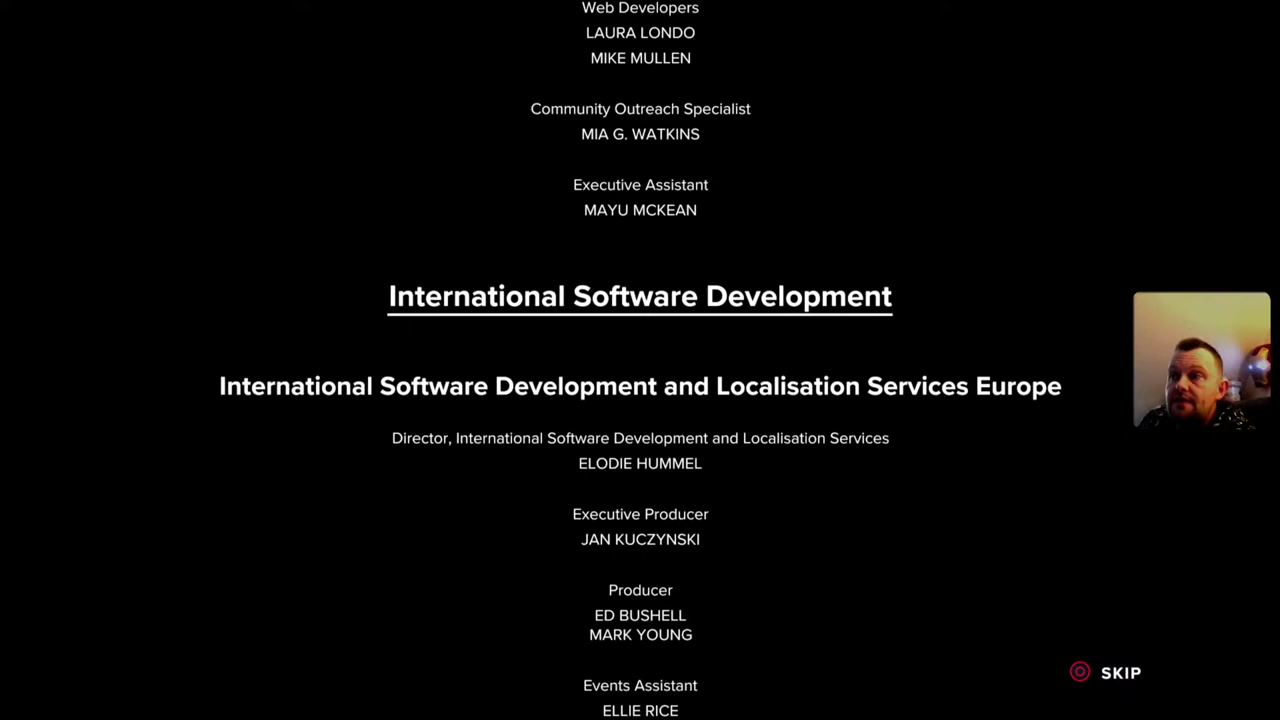 Web Developers
LAURA LONDO
MIKE MULLEN
Community Outreach Specialist
MIA G. WATKINS
Executive Assistant
MAYU MCKEAN
International Software Development
International Software Development and Localisation Services Europe
Director, International Software Development and Localisation Services
ELODIE HUMMEL
Executive Producer
JAN KUCZYNSKI
Producer
ED BUSHELL
MARK YOUNG
Events Assistant
ELLIE RICE
SKIP